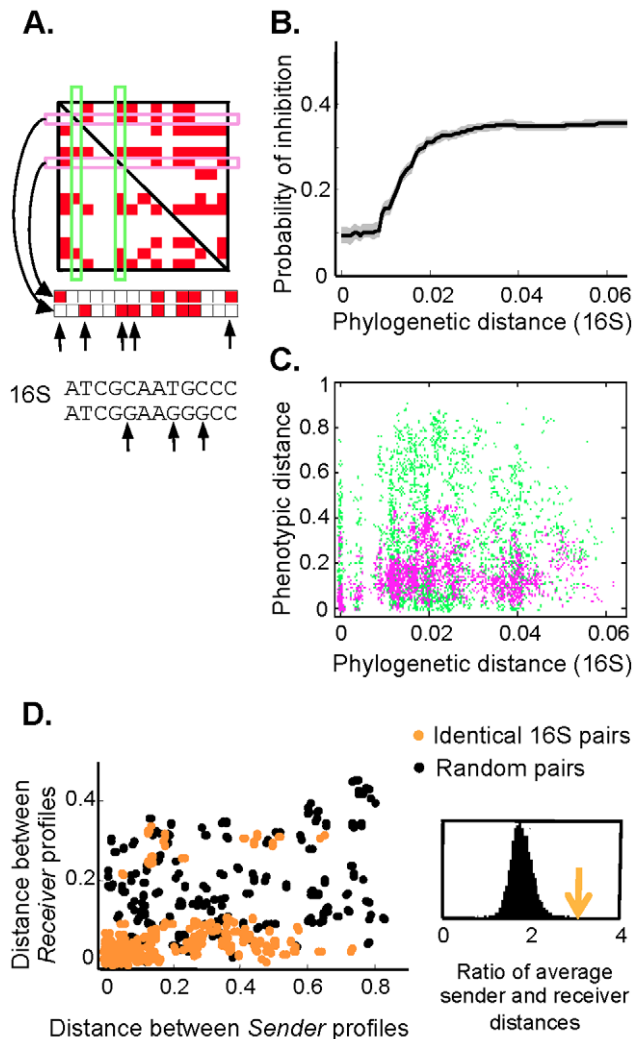 A.
16S
ATCGCAATGCCC
ATCGGAAGGGCC
B.
Probability of inhibition
0.4
0.2
0
0
0.02
0.04
0.06
Phylogenetic distance (16S)
C.
Phenotypic distance
1
0.8
0.6
0.4
0.2
0
0
0.02
0.04
0.06
Phylogenetic distance (16S)
D.
Identical 16S pairs
Random pairs
Distance between
Receiver profiles
0.4
0.2
0
0
0.2
0.4
0.6
0.8
Distance between Sender profiles
0
2
4
Ratio of average
sender and receiver
distances